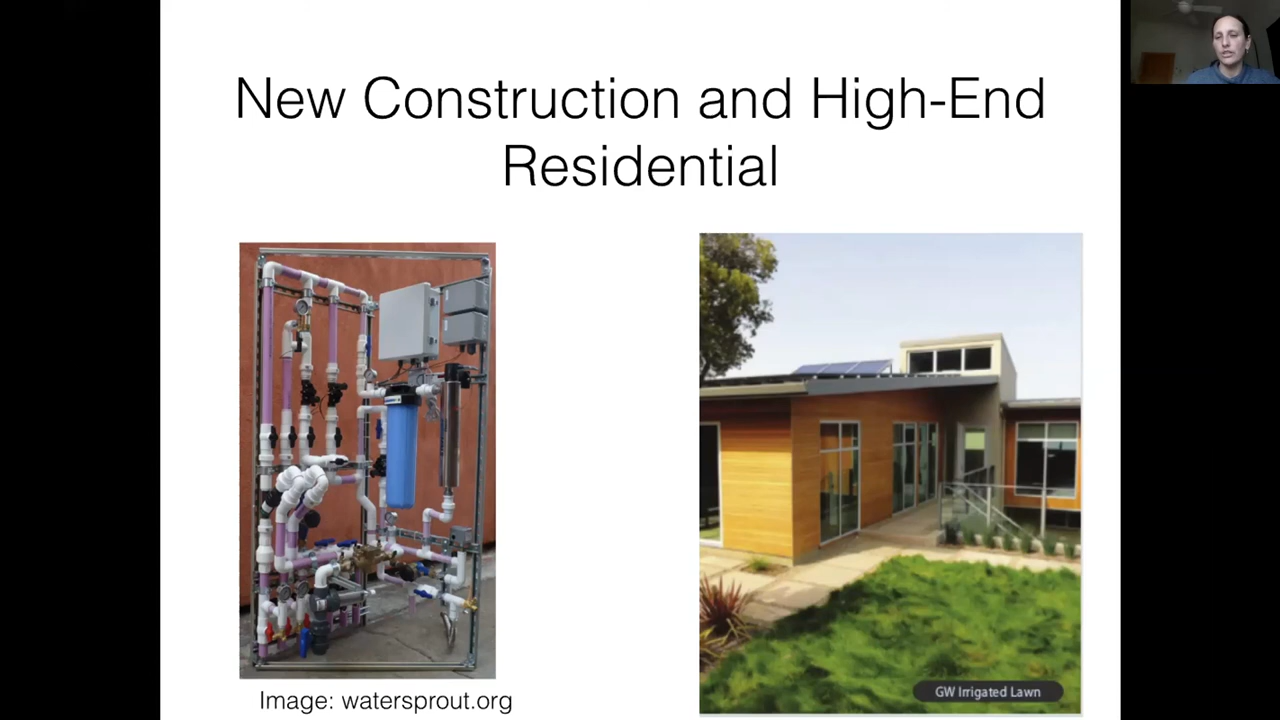 New Construction and High-End
Residential
GW Irrigated Lawn
Image: watersprout.org